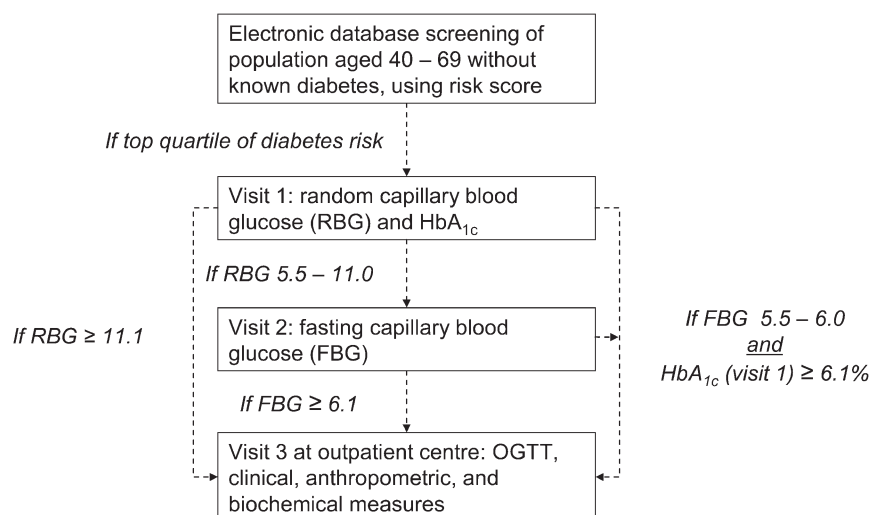 Electronic database screening of
population aged 40 – 69 without
known diabetes, using risk score
If top quartile of diabetes risk
Visit 1: random capillary blood
glucose (RBG) and HbA1c
If RBG 5.5 – 11.0
If RBG ≥ 11.1
Visit 2: fasting capillary blood
glucose (FBG)
If FBG 5.5 – 6.0
and
HbA1c (visit 1) ≥ 6.1%
If FBG ≥ 6.1
Visit 3 at outpatient centre: OGTT,
clinical, anthropometric, and
biochemical measures